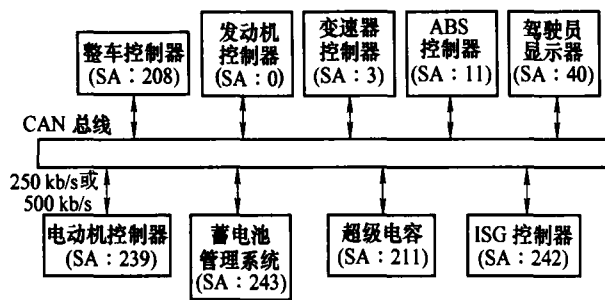 整车控制器
(SA：208)
发动机
控制器
(SA：0)
变速器
控制器
(SA：3)
ABS
控制器
(SA：11)
驾驶员
显示器
(SA：40)
CAN 总线
250 kb/s或
500 kb/s
电动机控制器
(SA：239)
蓄电池
管理系统
(SA：243)
超级电容
(SA：211)
ISG 控制器
(SA：242)